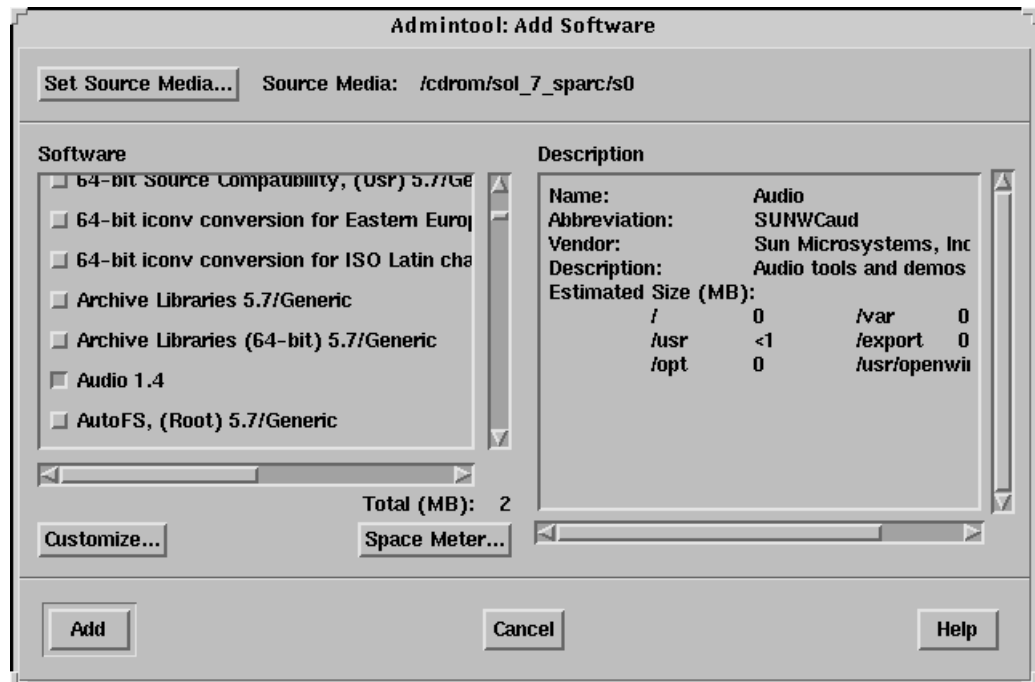 Admintool: Add Software
Set Source Media... Source Media: /cdrom/sol_7_sparc/s0
Software
64-bit Source Compatibility, (Usr) 5.7/Ge
64-bit iconv conversion for Eastern Euro
64-bit iconv conversion for ISO Latin cha
Archive Libraries 5.7/Generic
Archive Libraries (64-bit) 5.7/Generic
Audio 1.4
AutoFS, (Root) 5.7/Generic
Total (MB): 2
Customize... Space Meter...
Description
Name: Audio
Abbreviation: SUNWCaud
Vendor: Sun Microsystems, Inc
Description: Audio tools and demos
Estimated Size (MB):
/ 0 /var 0
/usr <1 /export 0
/opt 0 /usr/openwi
Add Cancel Help